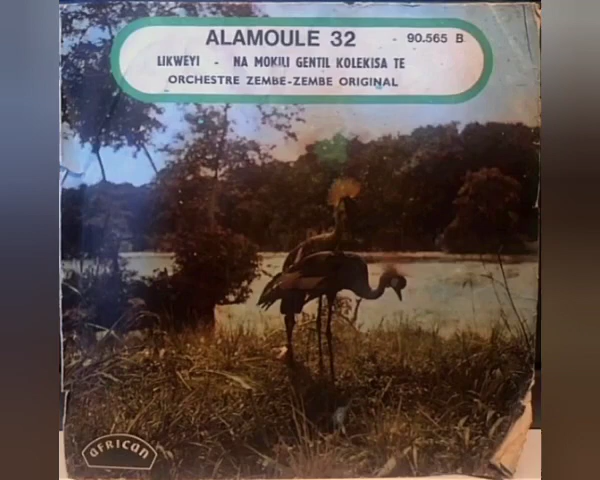 ALAMOULE 32 - 90.565 B
LIKWEYI - NA MOKILI GENTIL KOLEKISA TE
ORCHESTRE ZEMBE-ZEMBE ORIGINAL
AFRICAN